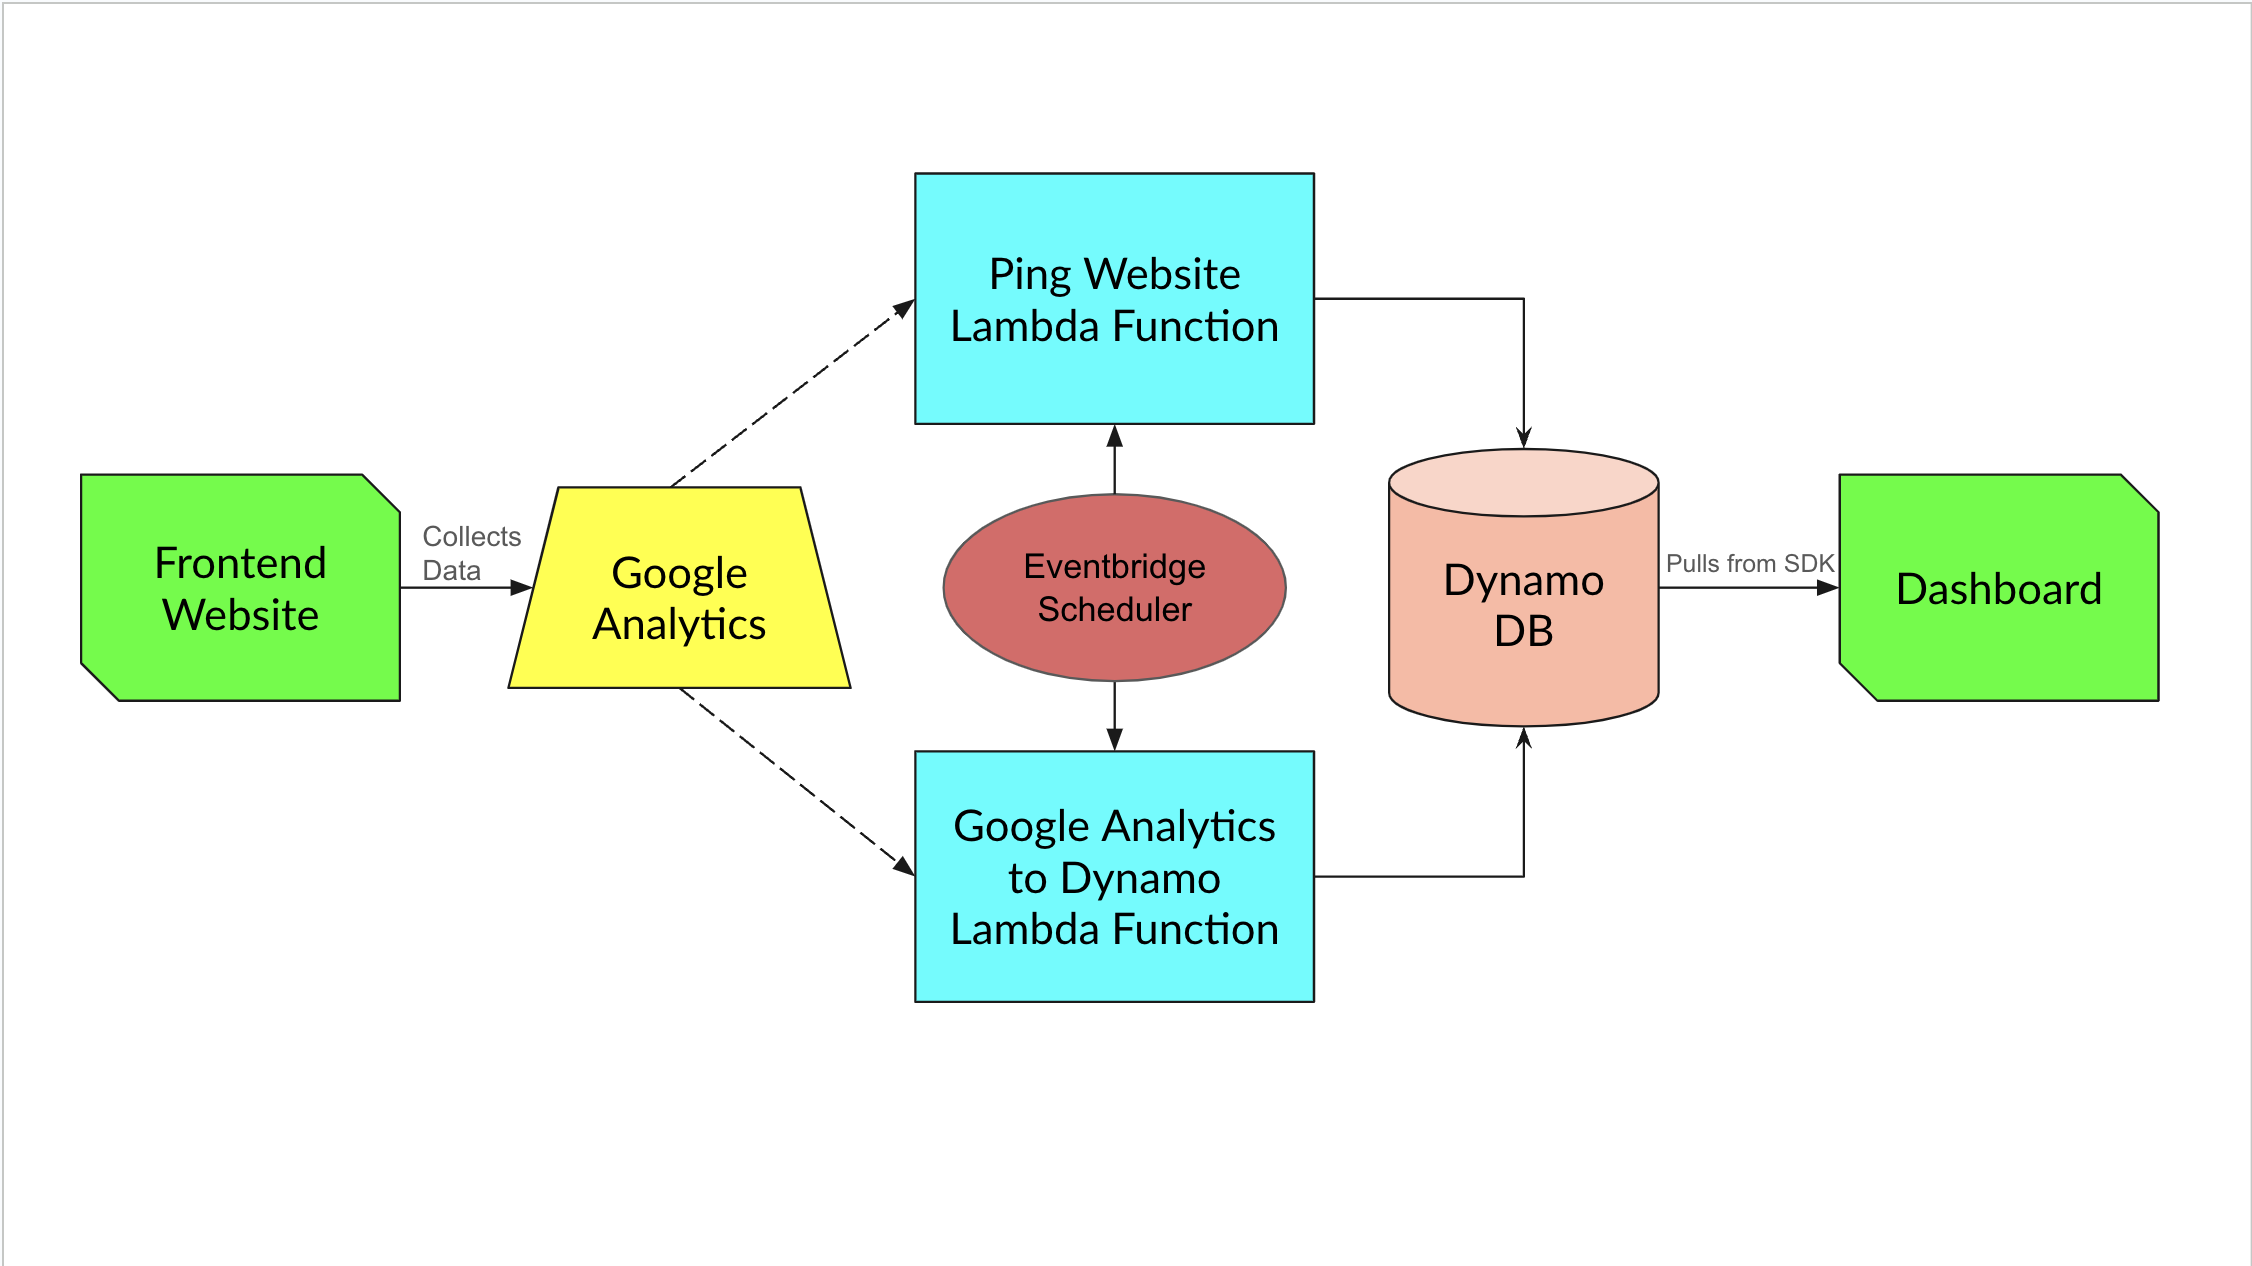 Ping Website
Lambda Function
Frontend
Website
Collects
Data
Google
Analytics
Eventbridge
Scheduler
Dynamo
DB
Pulls from SDK
Dashboard
Google Analytics
to Dynamo
Lambda Function